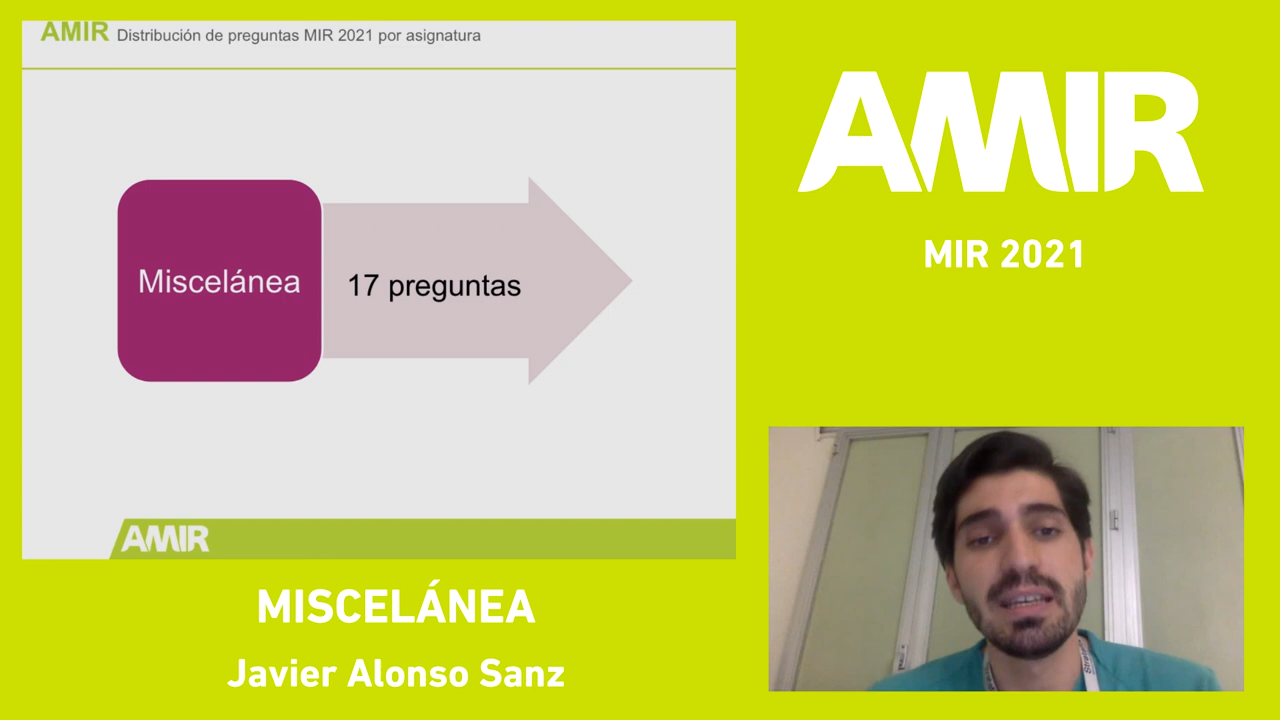 AMIR Distribución de preguntas MIR 2021 por asignatura
Miscelánea
17 preguntas
AMIR
MISCELÁNEA
Javier Alonso Sanz
AMIR
MIR 2021